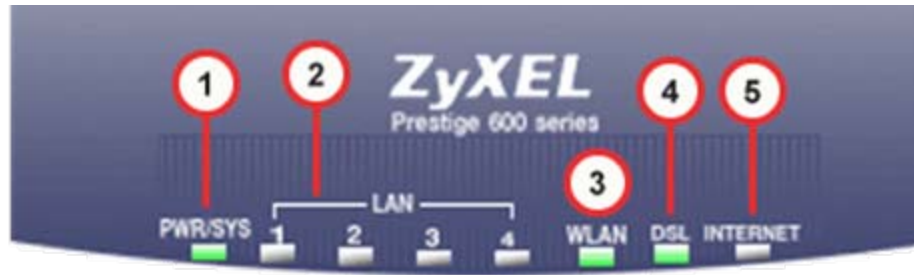 1
2
ZyXEL
4
5
Prestige 600 series
3
LAN
PWR/SYS 1 2 3 4 WLAN DSL INTERNET